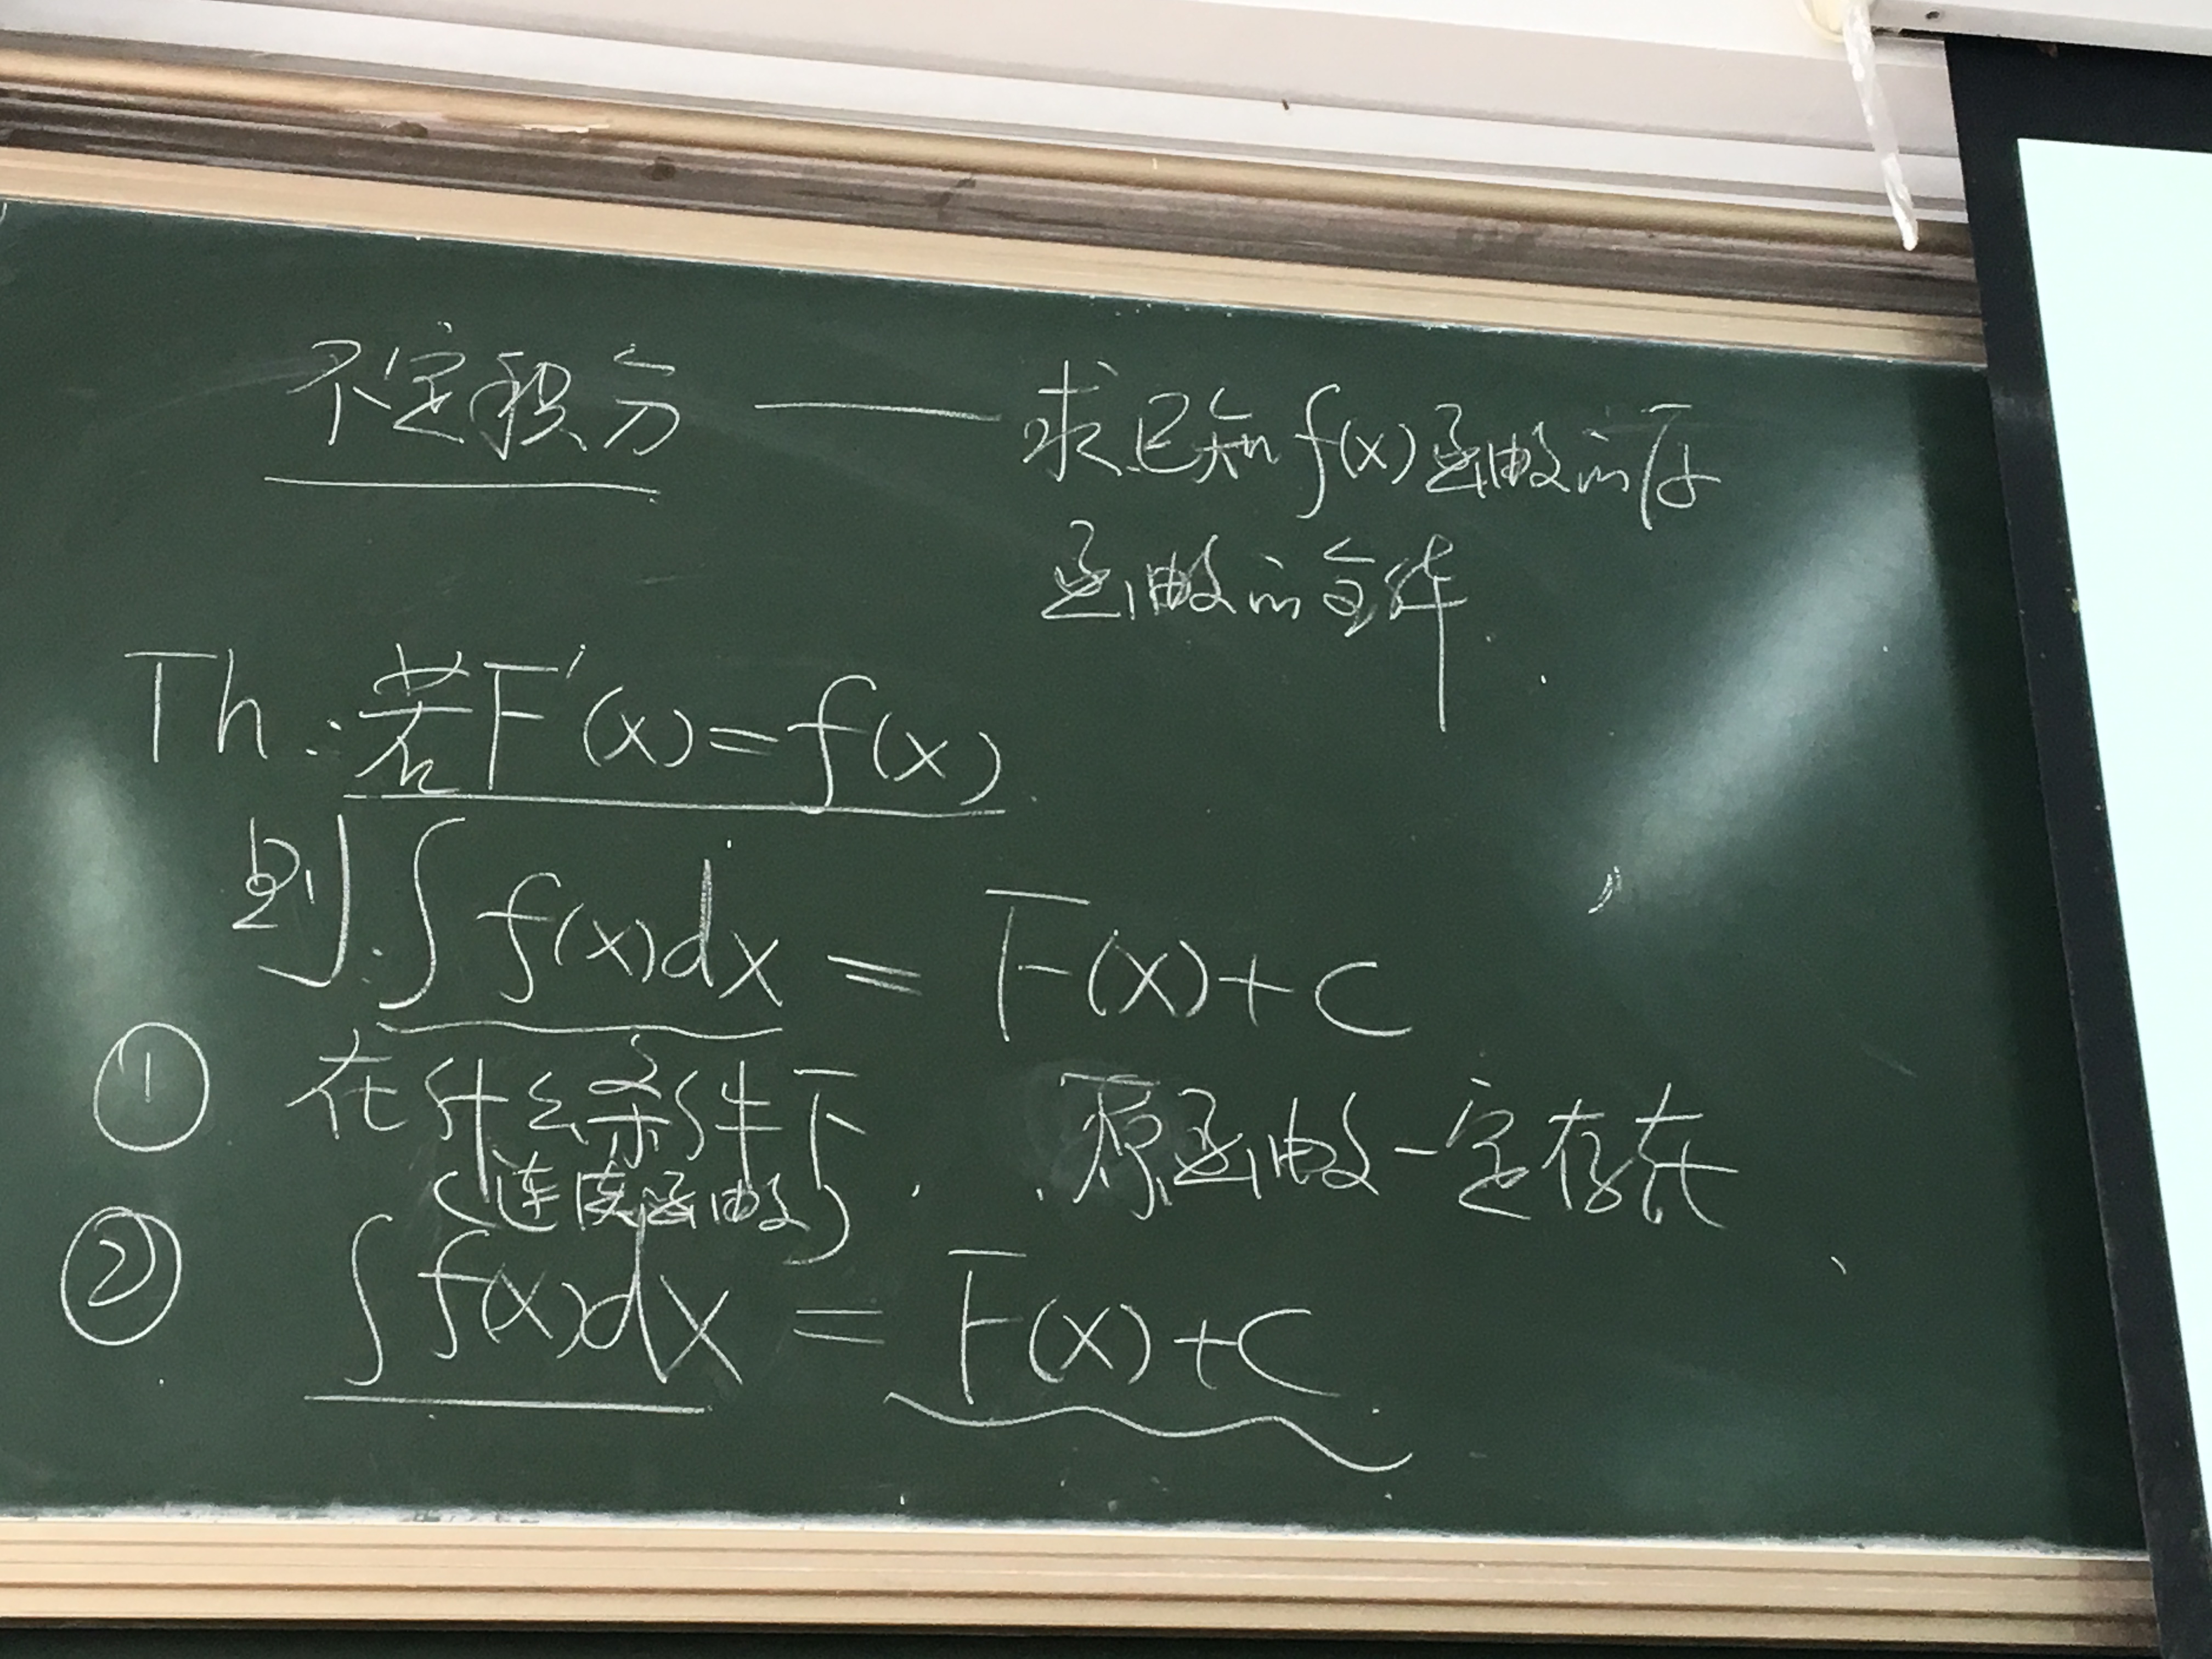 不定积分 —— 求已知f(x)函数的原
函数的全体.
Th: 若F'(x)=f(x).
则:∫f(x)dx = F(x)+C
① 在什么条件下. 原函数一定存在
(连续函数)
② ∫f(x)dx = F(x)+C